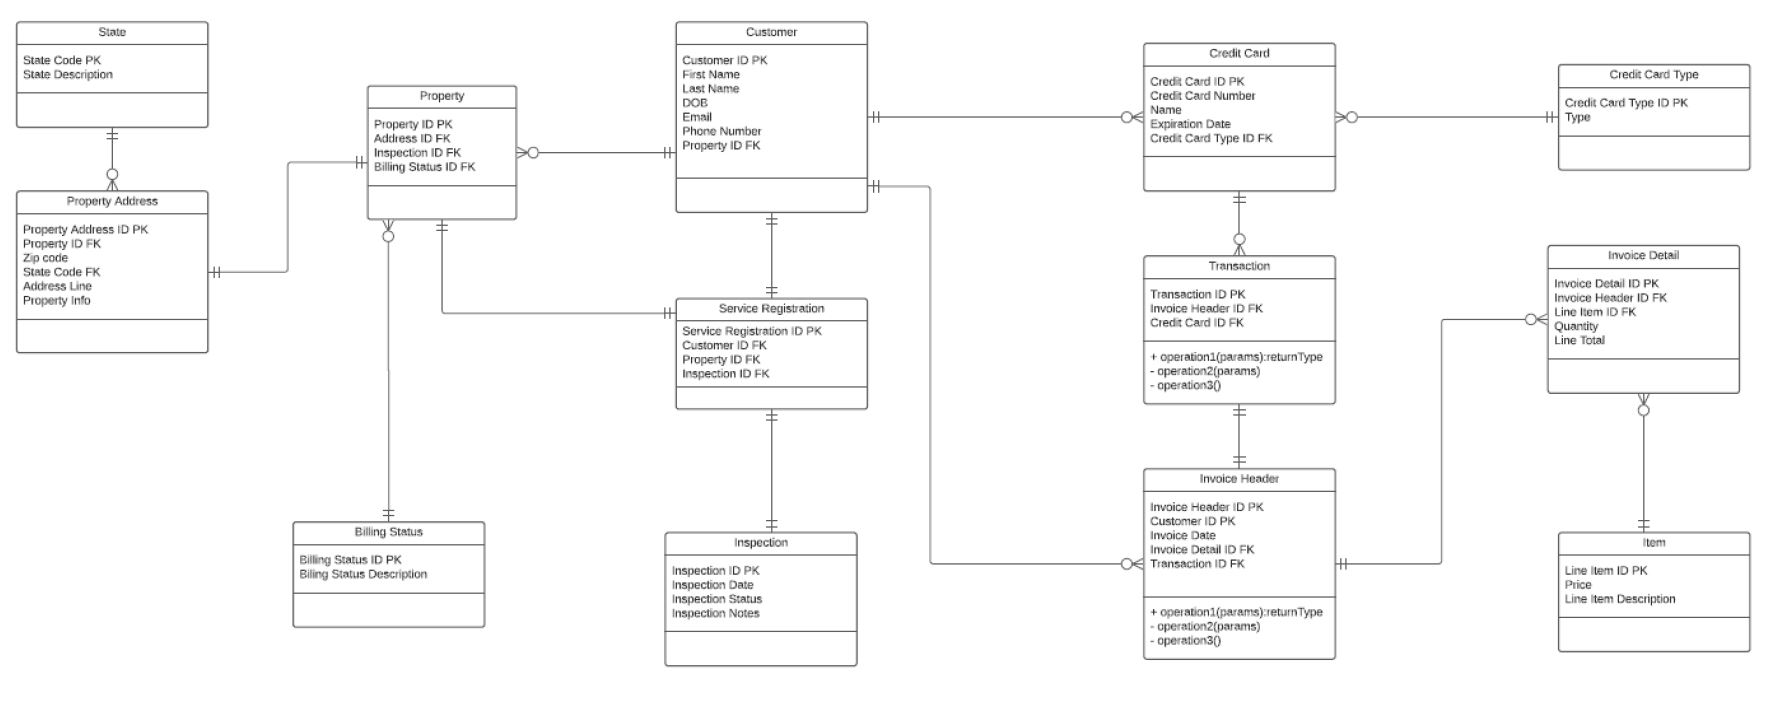 State
State Code PK
State Description
Property Address
Property Address ID PK
Property ID FK
Zip code
State Code FK
Address Line
Property Info
Property
Property ID PK
Address ID FK
Inspection ID FK
Billing Status ID FK
Billing Status
Billing Status ID PK
Biling Status Description
Customer
Customer ID PK
First Name
Last Name
DOB
Email
Phone Number
Property ID FK
Service Registration
Service Registration ID PK
Customer ID FK
Property ID FK
Inspection ID FK
Inspection
Inspection ID PK
Inspection Date
Inspection Status
Inspection Notes
Credit Card
Credit Card ID PK
Credit Card Number
Name
Expiration Date
Credit Card Type ID FK
Transaction
Transaction ID PK
Invoice Header ID FK
Credit Card ID FK
+ operation1(params):returnType
- operation2(params)
- operation3()
Invoice Header
Invoice Header ID PK
Customer ID PK
Invoice Date
Invoice Detail ID FK
Transaction ID FK
+ operation1(params):returnType
- operation2(params)
- operation3()
Credit Card Type
Credit Card Type ID PK
Type
Invoice Detail
Invoice Detail ID PK
Invoice Header ID FK
Line Item ID FK
Quantity
Line Total
Item
Line Item ID PK
Price
Line Item Description